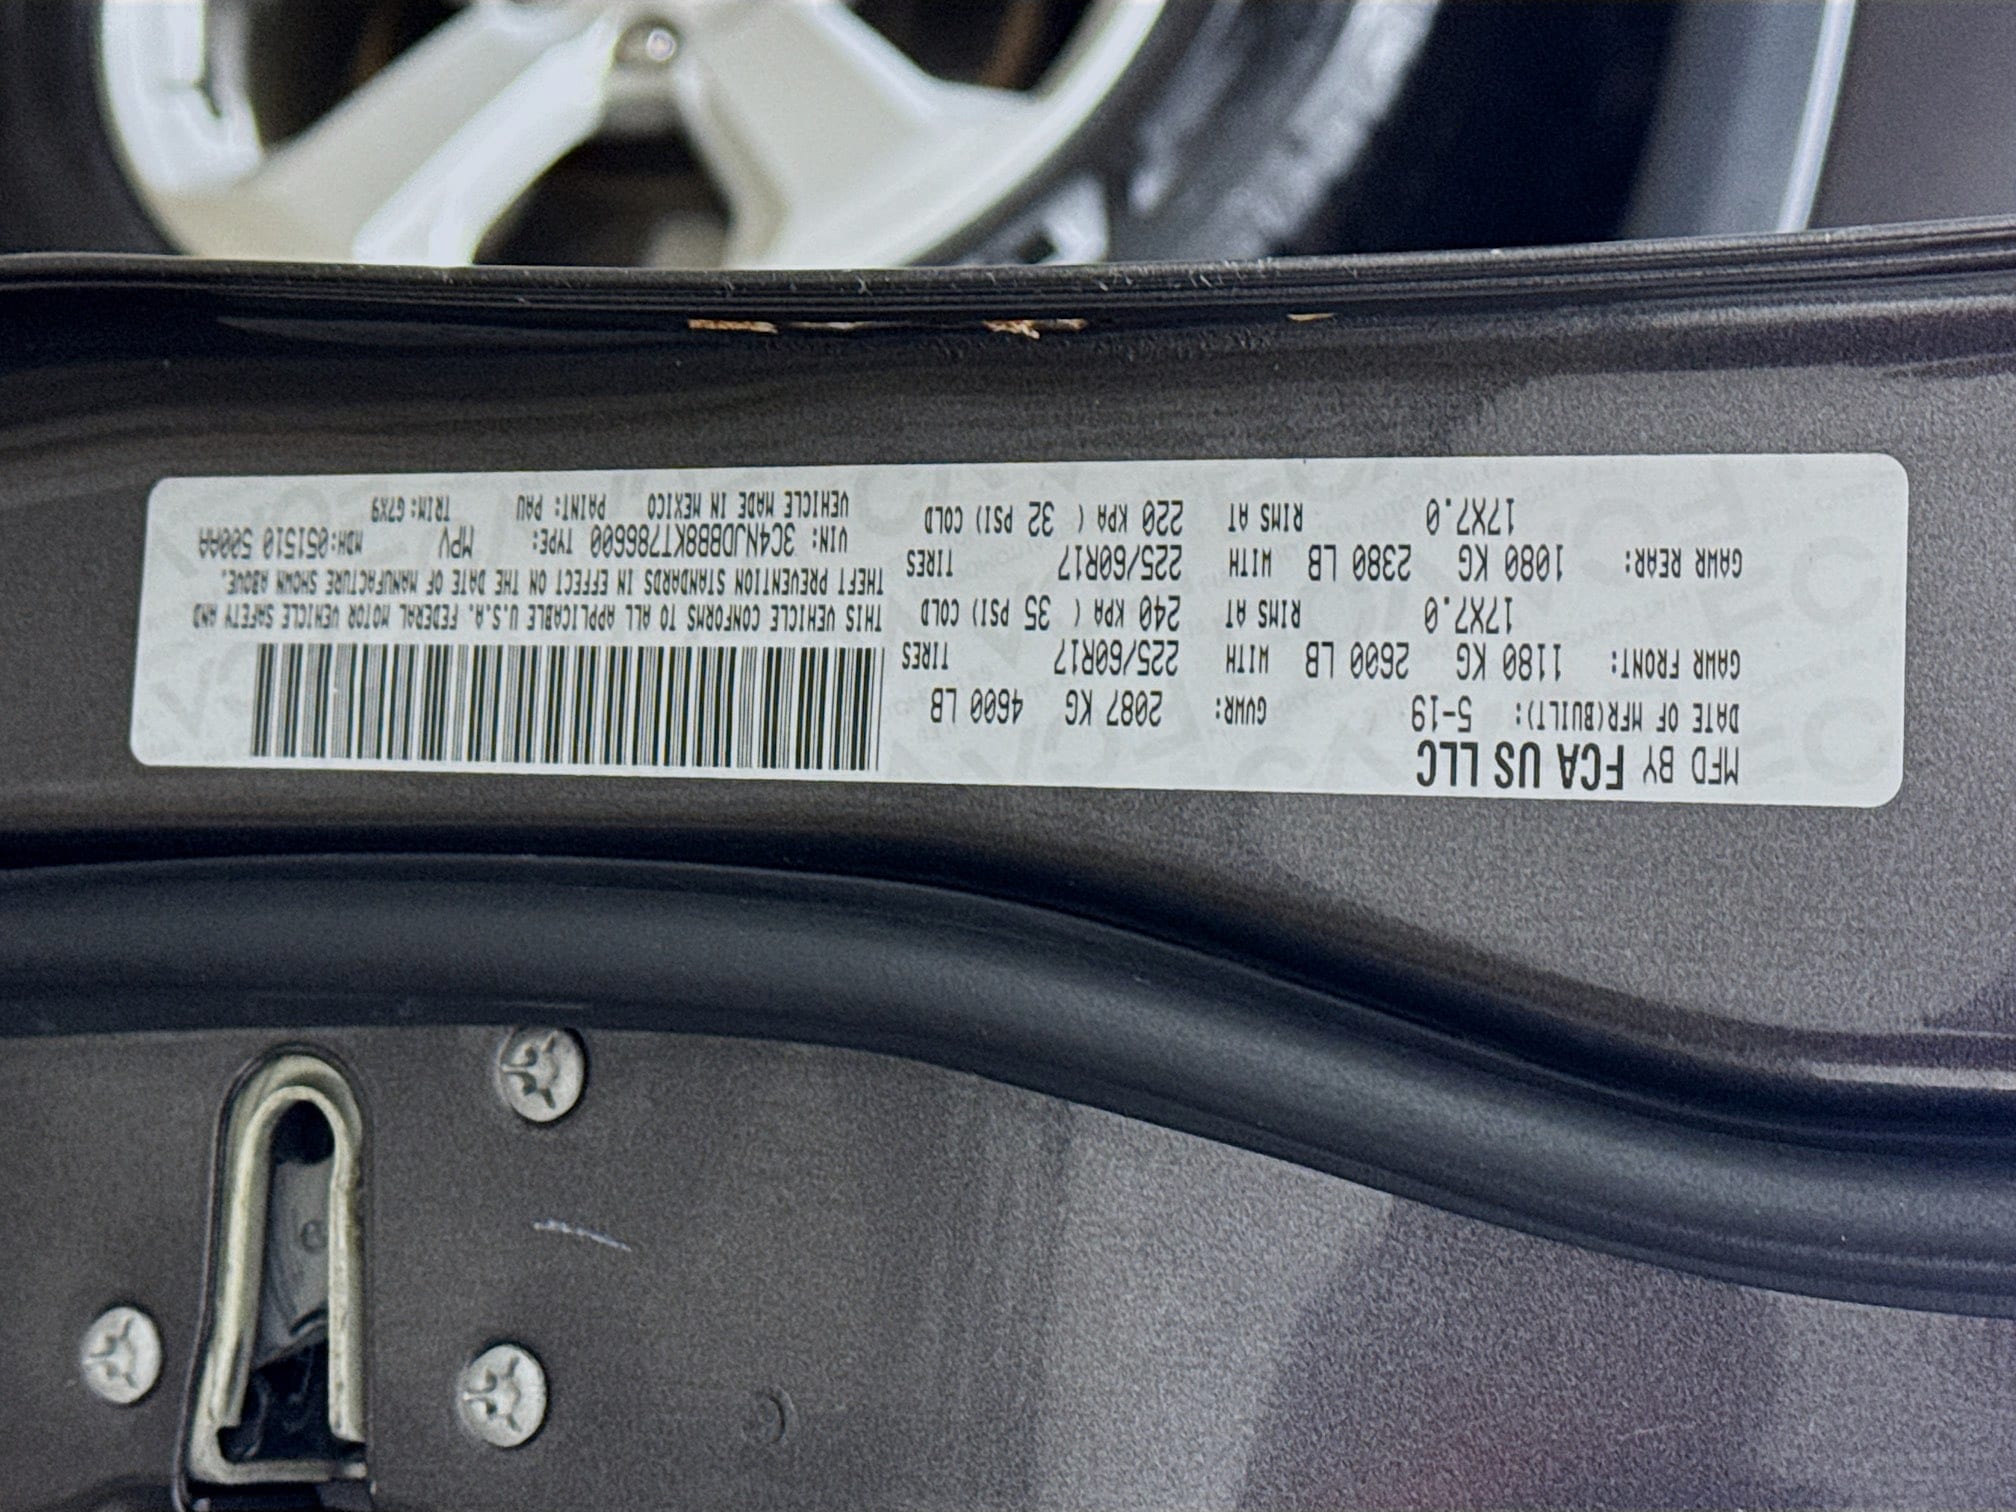 MFD BY FCA US LLC
DATE OF MFR(BUILT): 5-19 GVWR: 2087 KG 4600 LB
GAWR FRONT: 1180 KG 2600 LB WITH 225/60R17 TIRES
17X7.0 RIMS AT 240 KPA ( 35 PSI) COLD
GAWR REAR: 1080 KG 2380 LB WITH 225/60R17 TIRES
17X7.0 RIMS AT 220 KPA ( 32 PSI) COLD
THIS VEHICLE CONFORMS TO ALL APPLICABLE U.S.A. FEDERAL MOTOR VEHICLE SAFETY AND
THEFT PREVENTION STANDARDS IN EFFECT ON THE DATE OF MANUFACTURE SHOWN ABOVE.
VIN: 3C4NJDBB8KT786600 TYPE: MPV MDH:051510 500AA
VEHICLE MADE IN MEXICO PAINT: PAU TRIM: G7X9